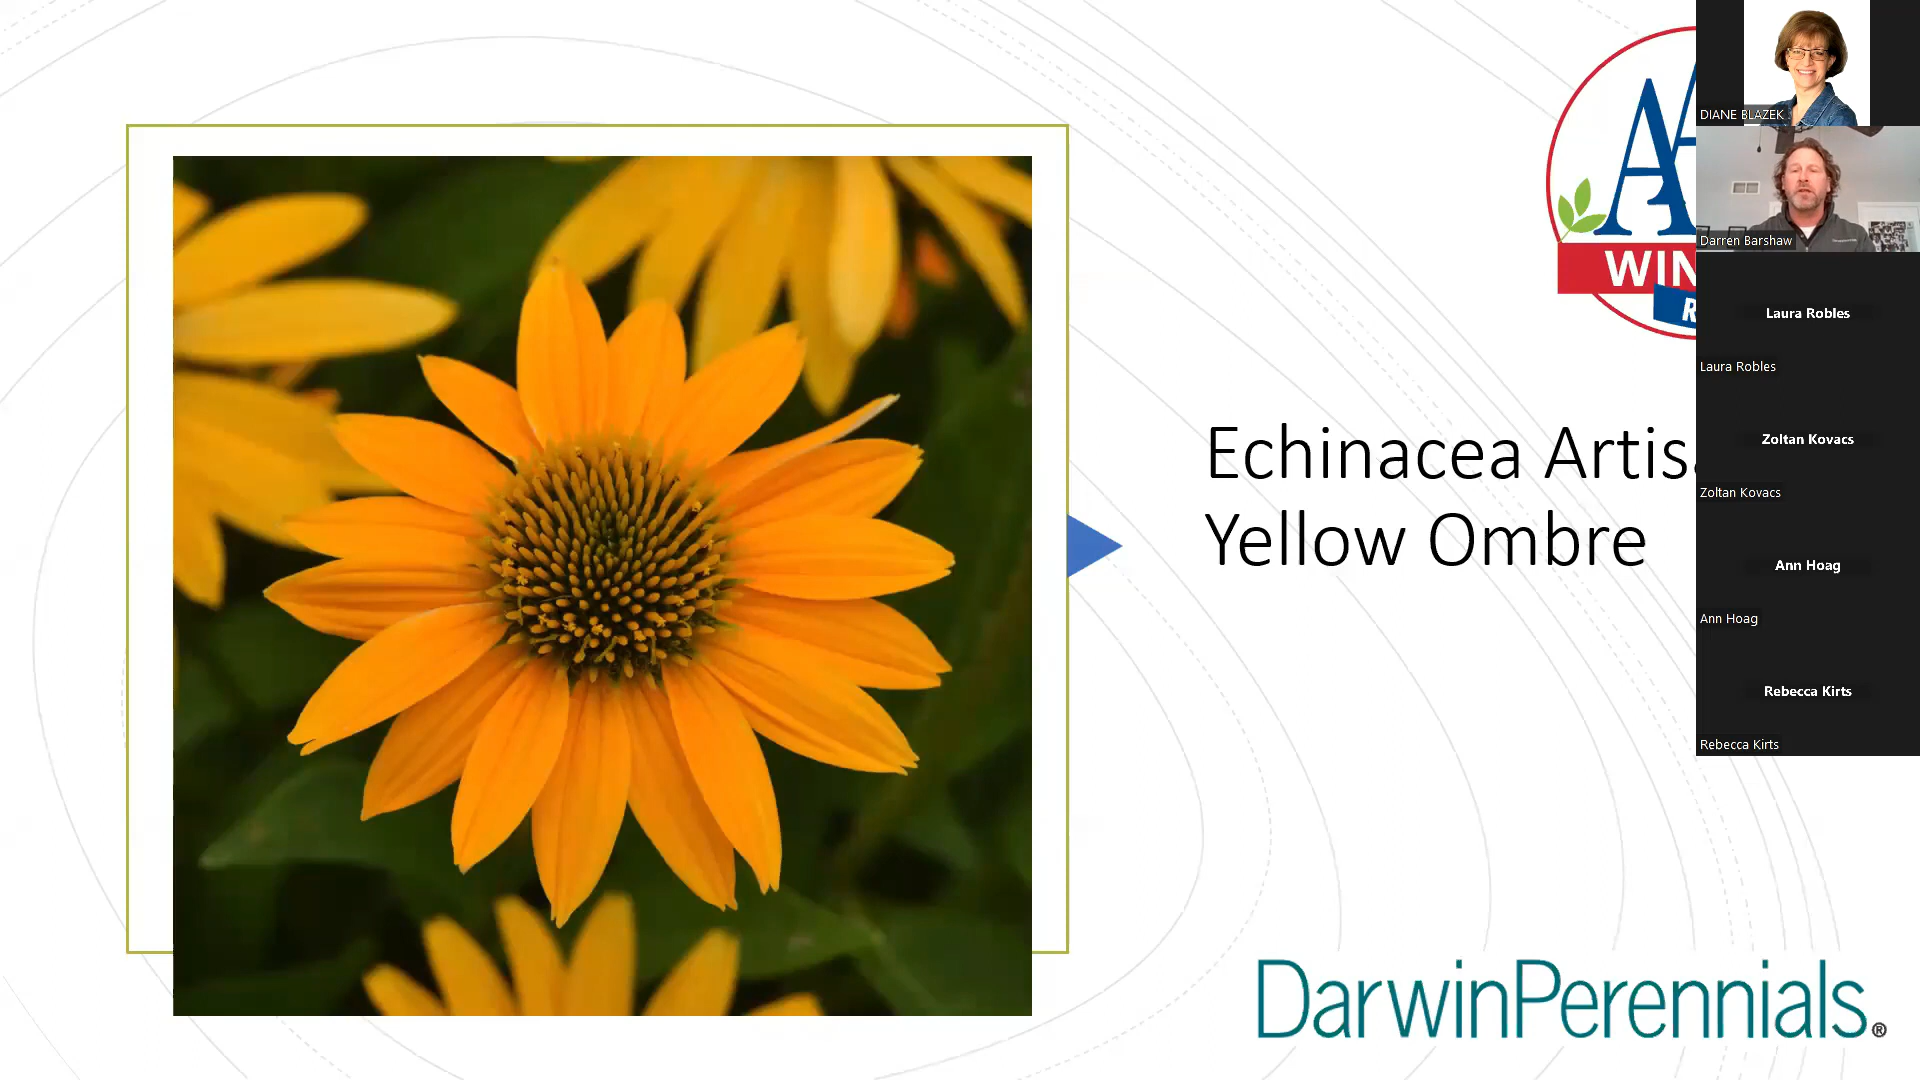 WIN
Echinacea Artis
Yellow Ombre
DarwinPerennials®
DIANE BLAZEK
Darren Barshaw
Laura Robles
Laura Robles
Zoltan Kovacs
Zoltan Kovacs
Ann Hoag
Ann Hoag
Rebecca Kirts
Rebecca Kirts